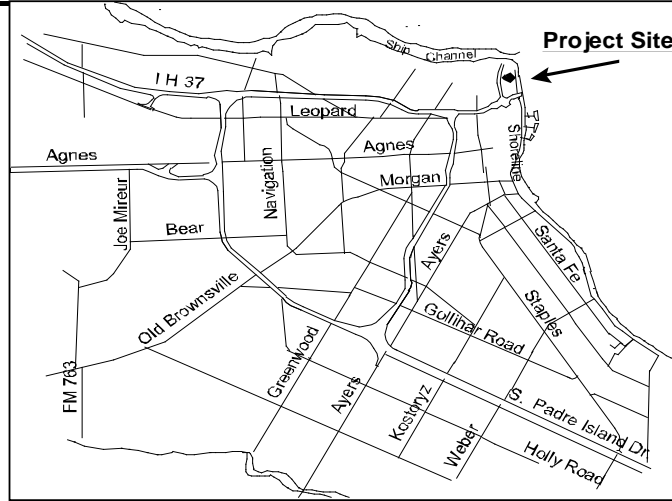 Project Site
Ship Channel
I H 37
Leopard
Agnes
Agnes
Shoreline
Navigation
Morgan
Joe Mireur
Bear
Ayers
Santa Fe
Old Brownsville
Staples
Gollihar Road
Greenwood
FM 763
Ayers
Kostoryz
S. Padre Island Dr.
Weber
Holly Road